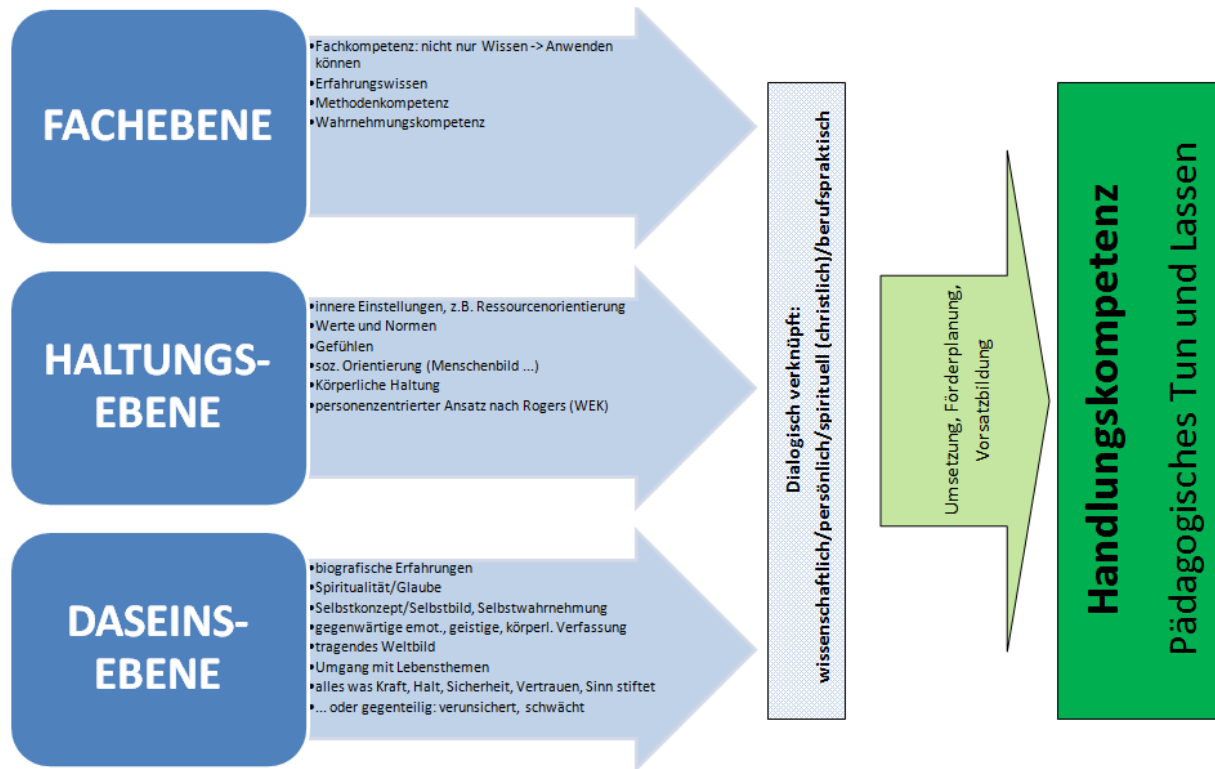 FACHEBENE
•Fachkompetenz: nicht nur Wissen -> Anwenden
können
•Erfahrungswissen
•Methodenkompetenz
•Wahrnehmungskompetenz
HALTUNGS-
EBENE
•innere Einstellungen, z.B. Ressourcenorientierung
•Werte und Normen
•Gefühlen
•soz. Orientierung (Menschenbild ...)
•Körperliche Haltung
•personenzentrierter Ansatz nach Rogers (WEK)
DASEINS-
EBENE
•biografische Erfahrungen
•Spiritualität/Glaube
•Selbstkonzept/Selbstbild, Selbstwahrnehmung
•gegenwärtige emot., geistige, körperl. Verfassung
•tragendes Weltbild
•Umgang mit Lebensthemen
•alles was Kraft, Halt, Sicherheit, Vertrauen, Sinn stiftet
•... oder gegenteilig: verunsichert, schwächt
Dialogisch verknüpft:
wissenschaftlich/persönlich/spirituell (christlich)/berufspraktisch
Umsetzung, Förderplanung,
Vorsatzbildung
Handlungskompetenz
Pädagogisches Tun und Lassen